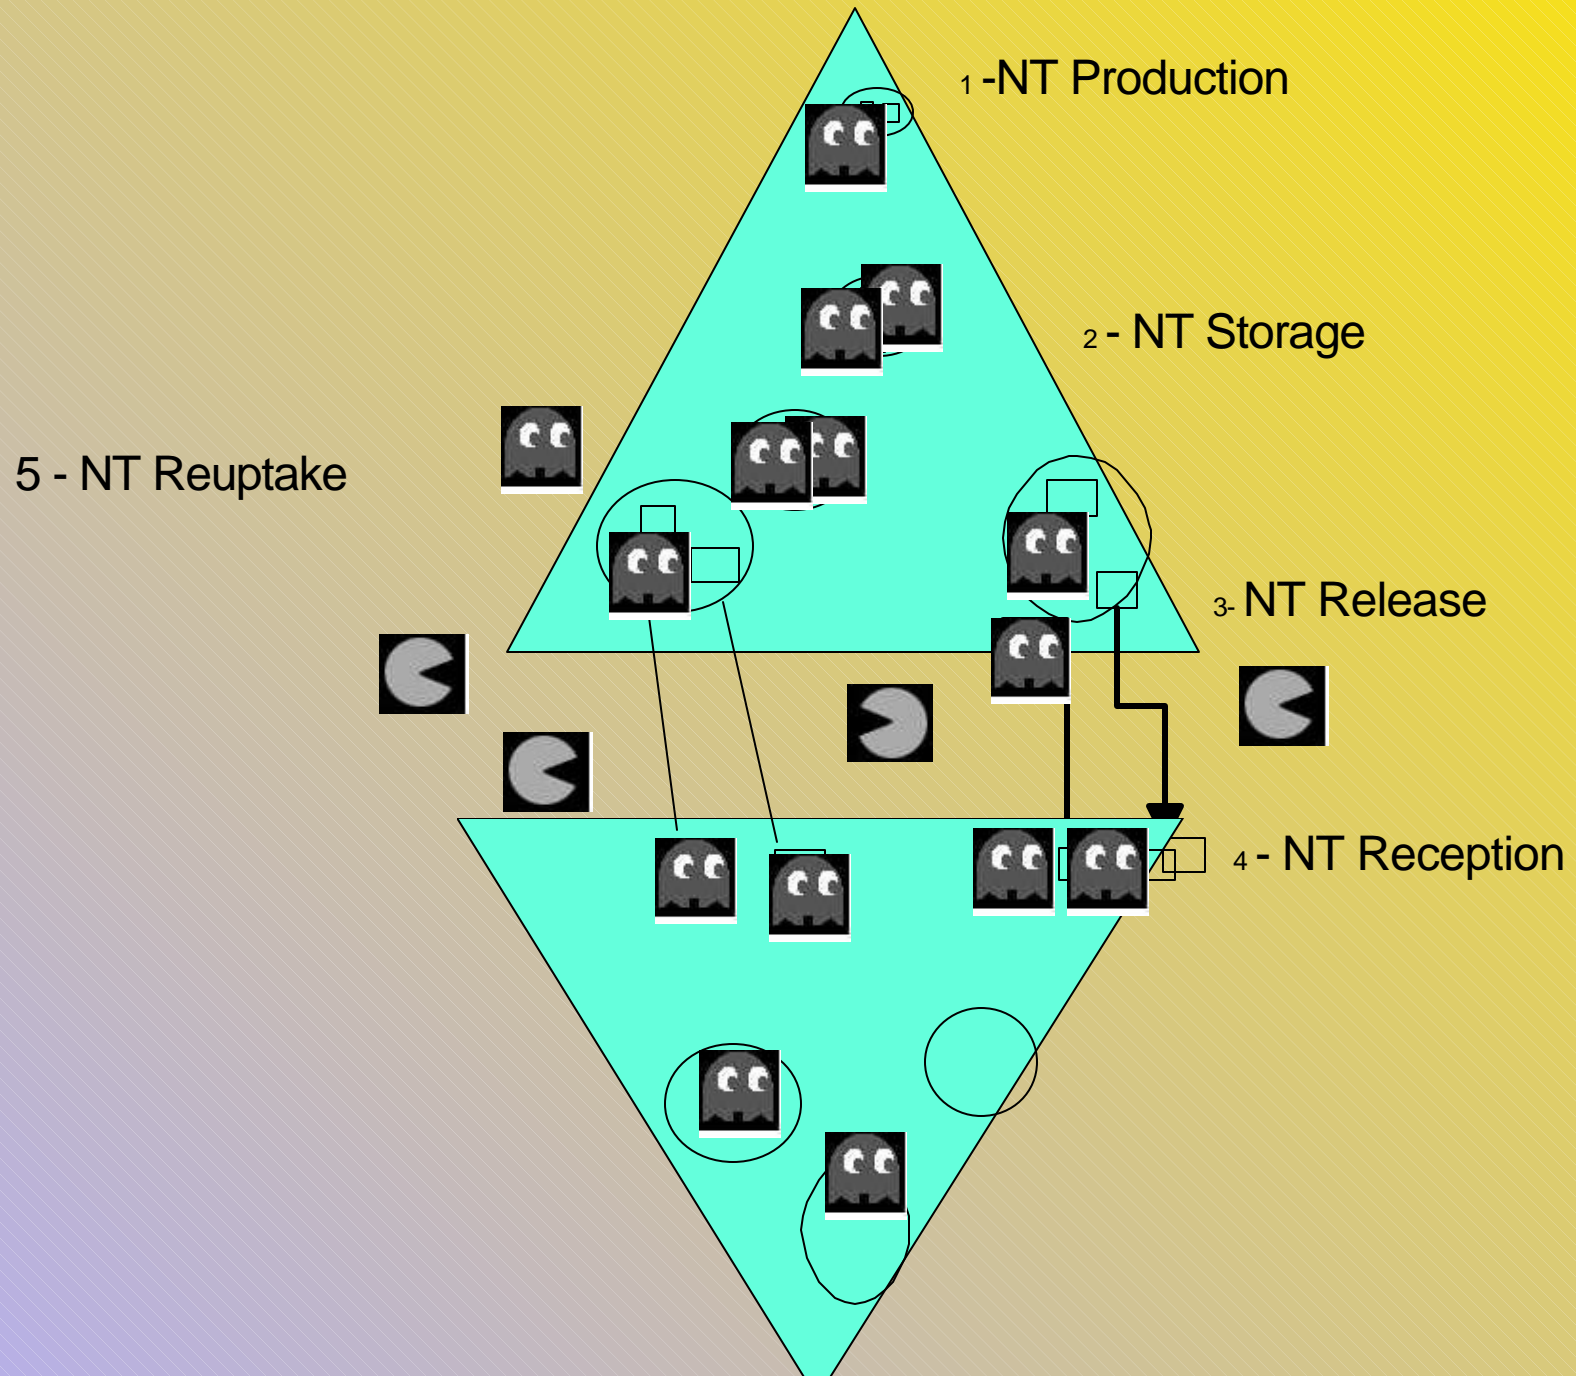 1 -NT Production
2 - NT Storage
5 - NT Reuptake
3- NT Release
4 - NT Reception